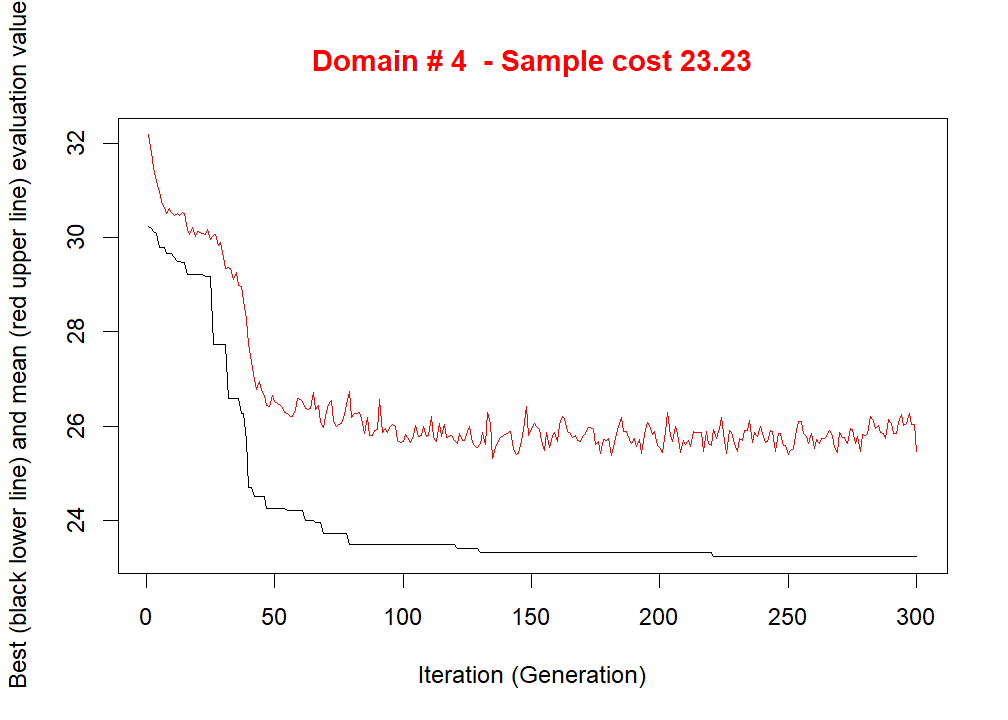 Domain # 4  - Sample cost 23.23
Best (black lower line) and mean (red upper line) evaluation value
32
30
28
26
24
0 50 100 150 200 250 300
Iteration (Generation)